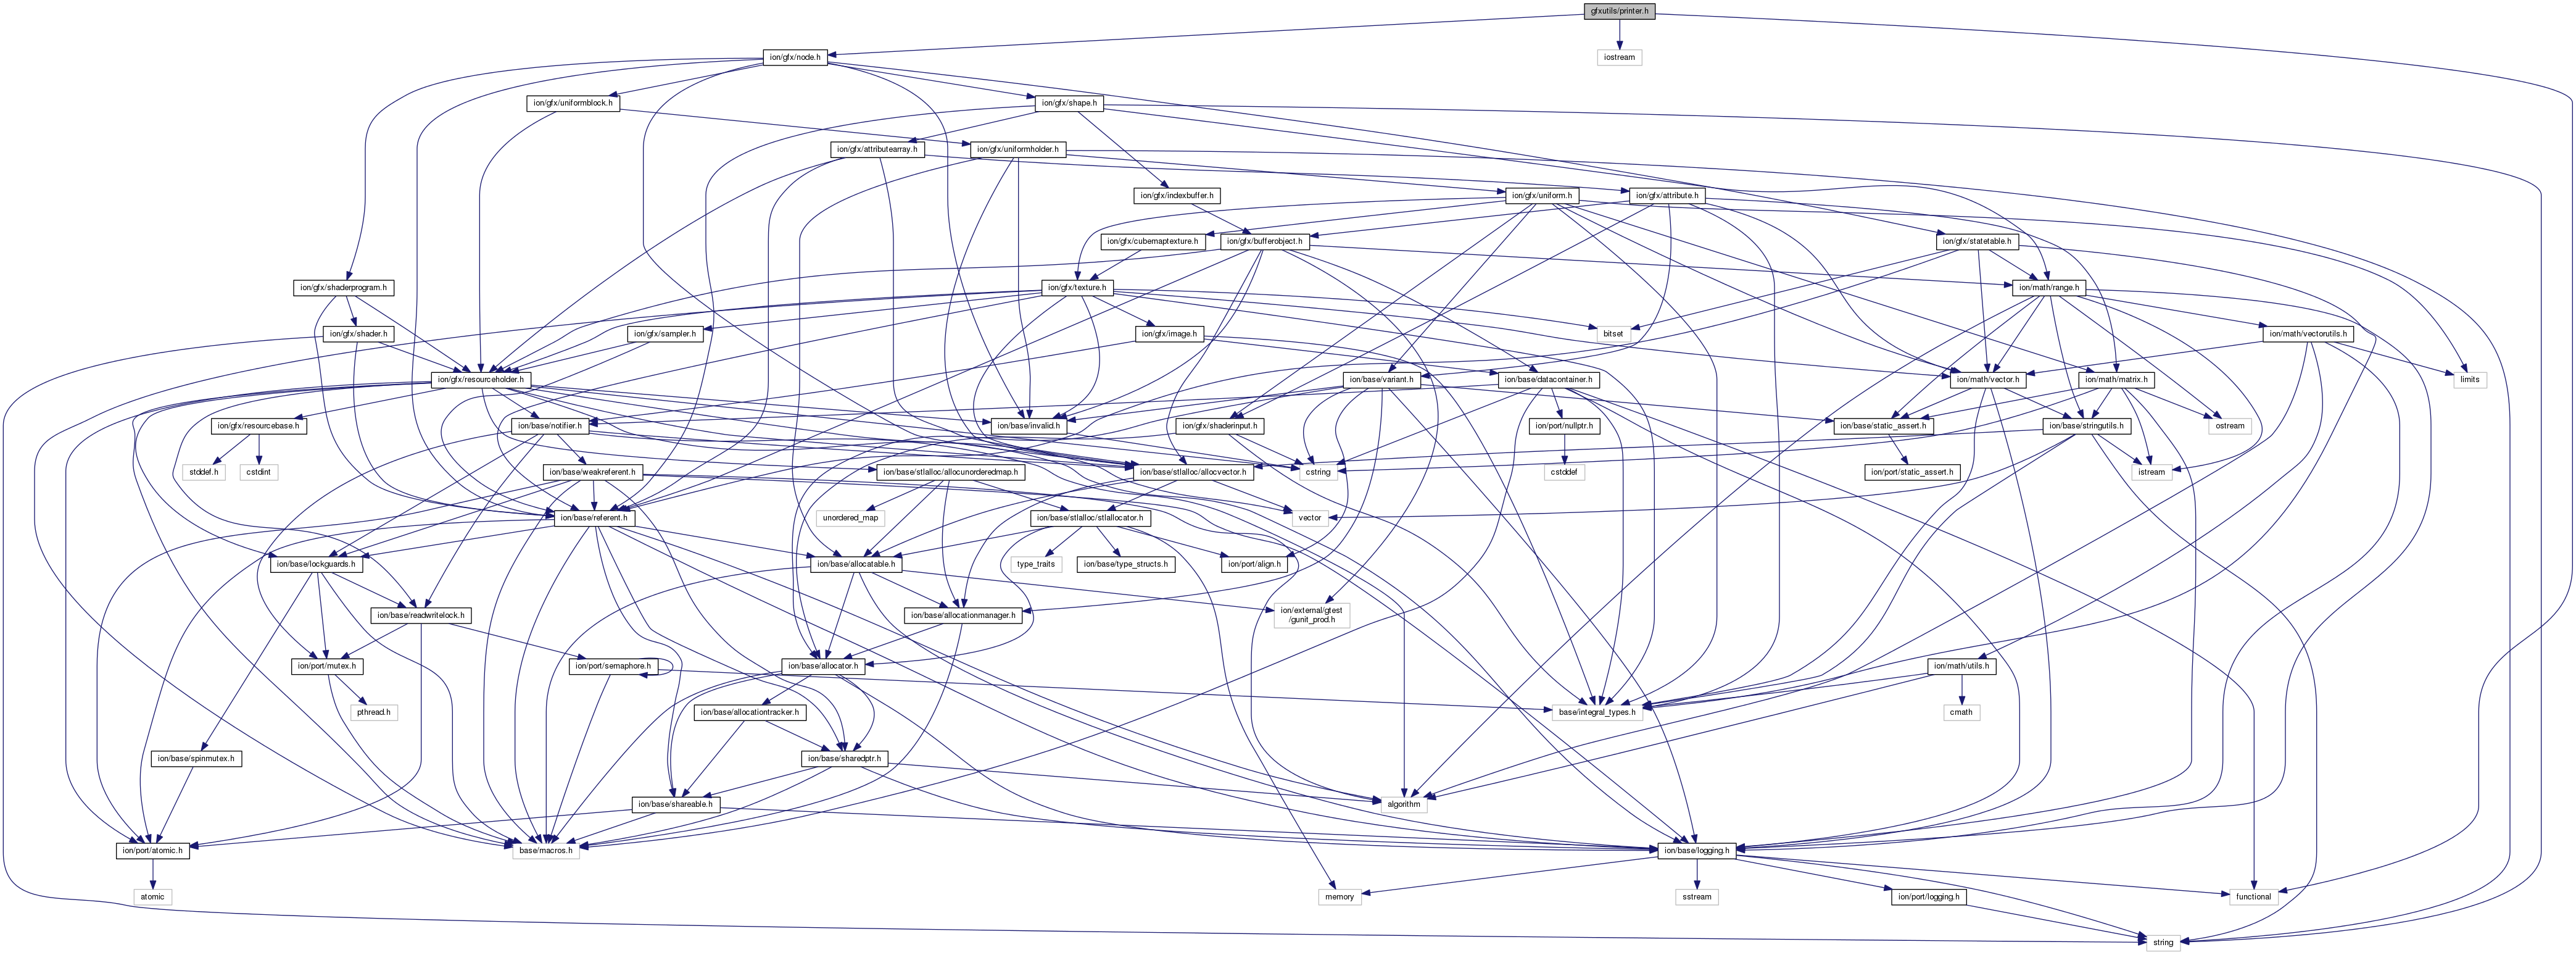 gfxutils/printer.h
ion/gfx/node.h
iostream
ion/gfx/uniformblock.h
ion/gfx/shape.h
ion/gfx/attributearray.h
ion/gfx/uniformholder.h
ion/gfx/indexbuffer.h
ion/gfx/uniform.h
ion/gfx/attribute.h
ion/gfx/cubemaptexture.h
ion/gfx/bufferobject.h
ion/gfx/statetable.h
ion/gfx/shaderprogram.h
ion/gfx/texture.h
ion/math/range.h
ion/gfx/shader.h
ion/gfx/sampler.h
ion/gfx/image.h
bitset
ion/math/vectorutils.h
ion/gfx/resourceholder.h
ion/base/variant.h
ion/base/datacontainer.h
ion/math/vector.h
ion/math/matrix.h
limits
ion/gfx/resourcebase.h
ion/base/notifier.h
ion/base/invalid.h
ion/gfx/shaderinput.h
ion/port/nullptr.h
ion/base/static_assert.h
ion/base/stringutils.h
ostream
stddef.h
cstdint
ion/base/weakreferent.h
ion/base/stlalloc/allocunorderedmap.h
ion/base/stlalloc/allocvector.h
cstring
cstddef
ion/port/static_assert.h
istream
ion/base/referent.h
unordered_map
ion/base/stlalloc/stlallocator.h
vector
ion/base/lockguards.h
ion/base/allocatable.h
type_traits
ion/base/type_structs.h
ion/port/align.h
ion/base/readwritelock.h
ion/base/allocationmanager.h
ion/external/gtest
/gunit_prod.h
ion/port/mutex.h
ion/port/semaphore.h
ion/base/allocator.h
ion/math/utils.h
pthread.h
ion/base/allocationtracker.h
base/integral_types.h
cmath
ion/base/spinmutex.h
ion/base/sharedptr.h
ion/base/shareable.h
algorithm
ion/port/atomic.h
base/macros.h
ion/base/logging.h
atomic
memory
sstream
ion/port/logging.h
functional
string